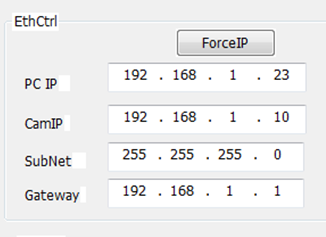 EthCtrl
ForceIP
PC IP 192 . 168 . 1 . 23
CamIP 192 . 168 . 1 . 10
SubNet 255 . 255 . 255 . 0
Gateway 192 . 168 . 1 . 1